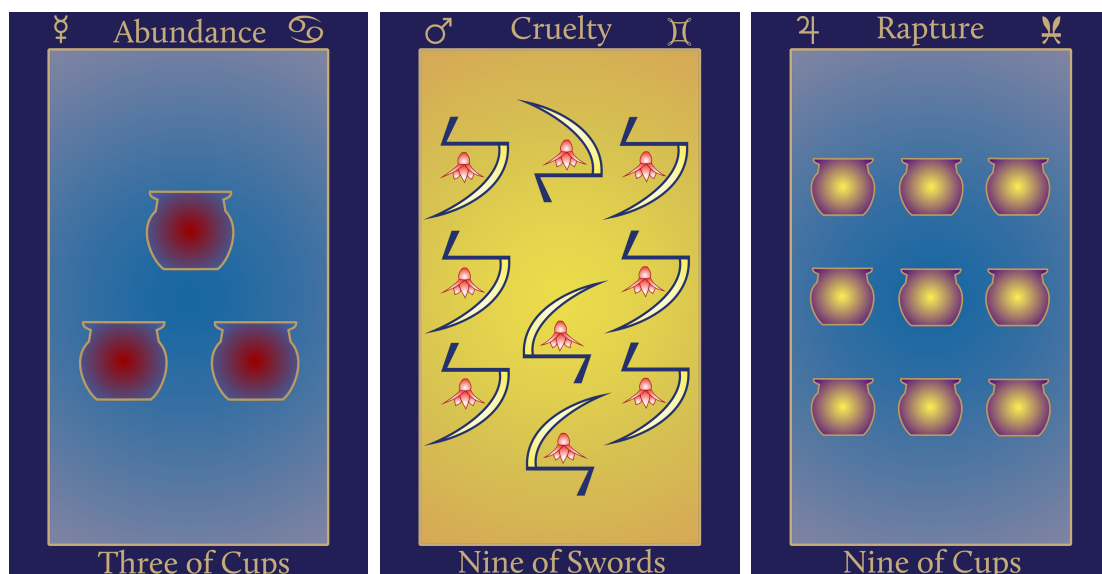 ☿ Abundance ♋
Three of Cups
♂ Cruelty ♊
Nine of Swords
♃ Rapture ♓
Nine of Cups